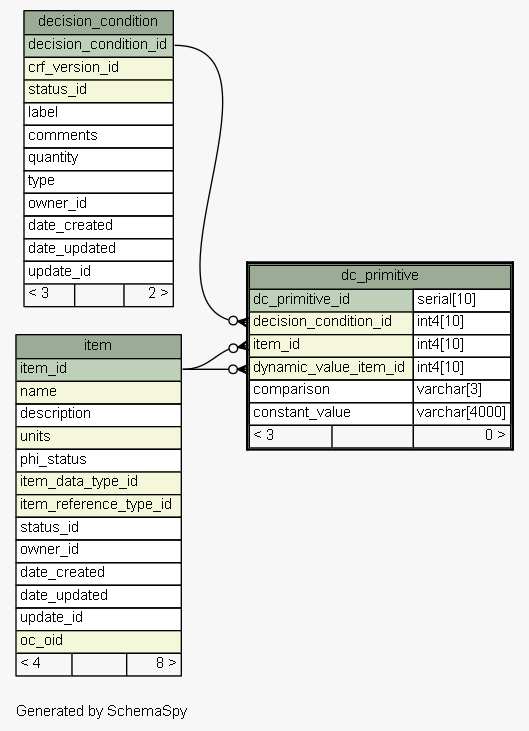 decision_condition
decision_condition_id
crf_version_id
status_id
label
comments
quantity
type
owner_id
date_created
date_updated
update_id
< 3 2 >
dc_primitive
dc_primitive_id serial[10]
decision_condition_id int4[10]
item_id int4[10]
dynamic_value_item_id int4[10]
comparison varchar[3]
constant_value varchar[4000]
< 3 0 >
item
item_id
name
description
units
phi_status
item_data_type_id
item_reference_type_id
status_id
owner_id
date_created
date_updated
update_id
oc_oid
< 4 8 >
Generated by SchemaSpy